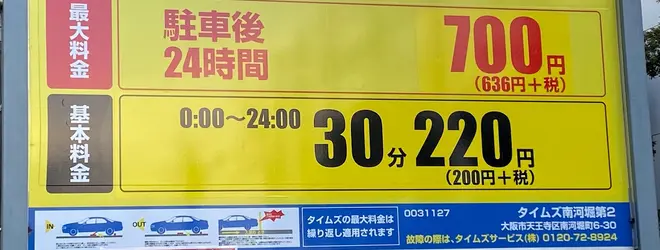 最大料金
駐車後
24時間
700円
(636円+税)
基本料金
0:00～24:00
30分 220円
(200円+税)
IN
OUT
タイムズの最大料金は
繰り返し適用されます
0031127
タイムズ南河堀第2
大阪市天王寺区南河堀町6-30
故障の際は、タイムズサービス(株) 0120-72-8924